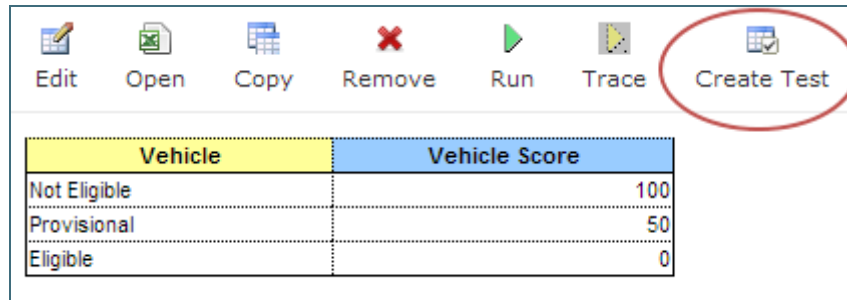 Edit Open Copy Remove Run Trace Create Test
Vehicle Vehicle Score
Not Eligible 100
Provisional 50
Eligible 0